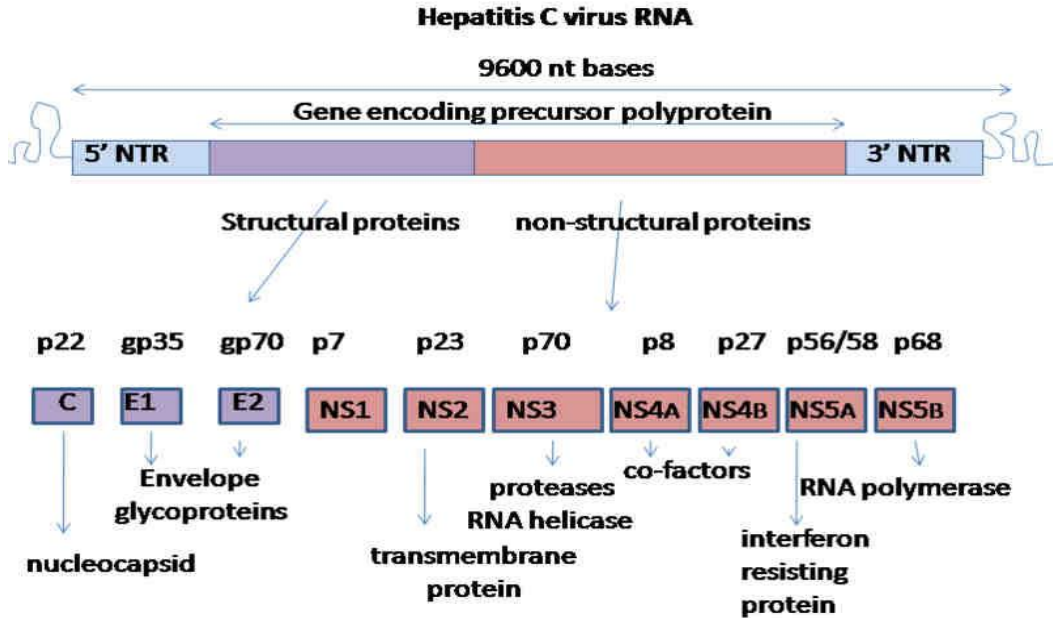 Hepatitis C virus RNA
9600 nt bases
Gene encoding precursor polyprotein
5' NTR
3' NTR
Structural proteins
non-structural proteins
p22 gp35 gp70 p7 p23 p70 p8 p27 p56/58 p68
C E1 E2 NS1 NS2 NS3 NS4A NS4B NS5A NS5B
Envelope
glycoproteins
nucleocapsid
transmembrane
protein
proteases
RNA helicase
co-factors
interferon
resisting
protein
RNA polymerase